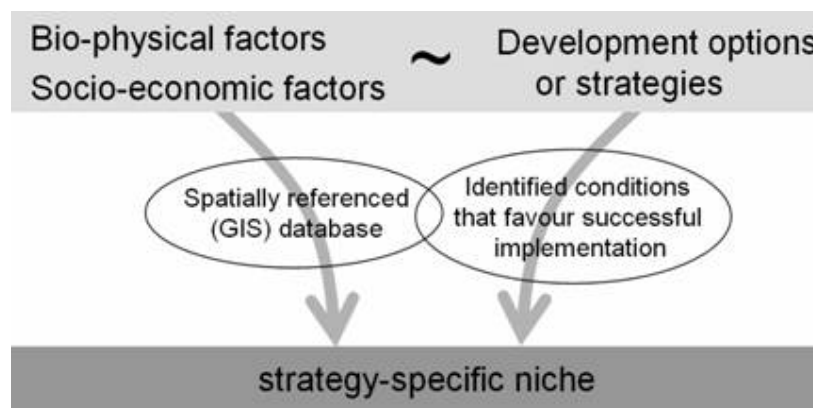 Bio-physical factors
Socio-economic factors
~
Development options
or strategies
Spatially referenced
(GIS) database
Identified conditions
that favour successful
implementation
strategy-specific niche